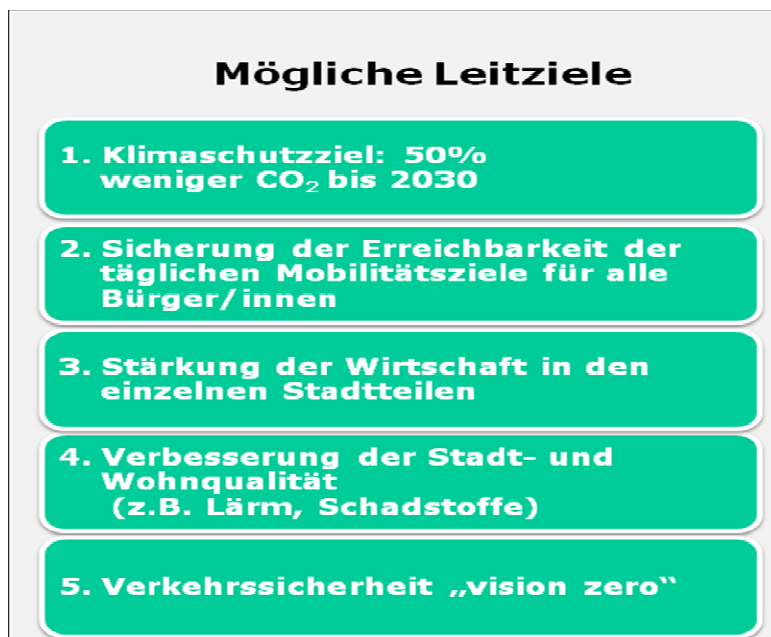 Mögliche Leitziele
1. Klimaschutzziel: 50%
weniger CO₂ bis 2030
2. Sicherung der Erreichbarkeit der
täglichen Mobilitätsziele für alle
Bürger/innen
3. Stärkung der Wirtschaft in den
einzelnen Stadtteilen
4. Verbesserung der Stadt- und
Wohnqualität
(z.B. Lärm, Schadstoffe)
5. Verkehrssicherheit „vision zero“